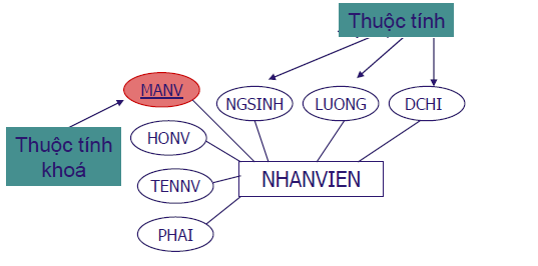 Thuộc tính
MANV
NGSINH
LUONG
DCHI
Thuộc tính
khoá
HONV
NHANVIEN
TENNV
PHAI